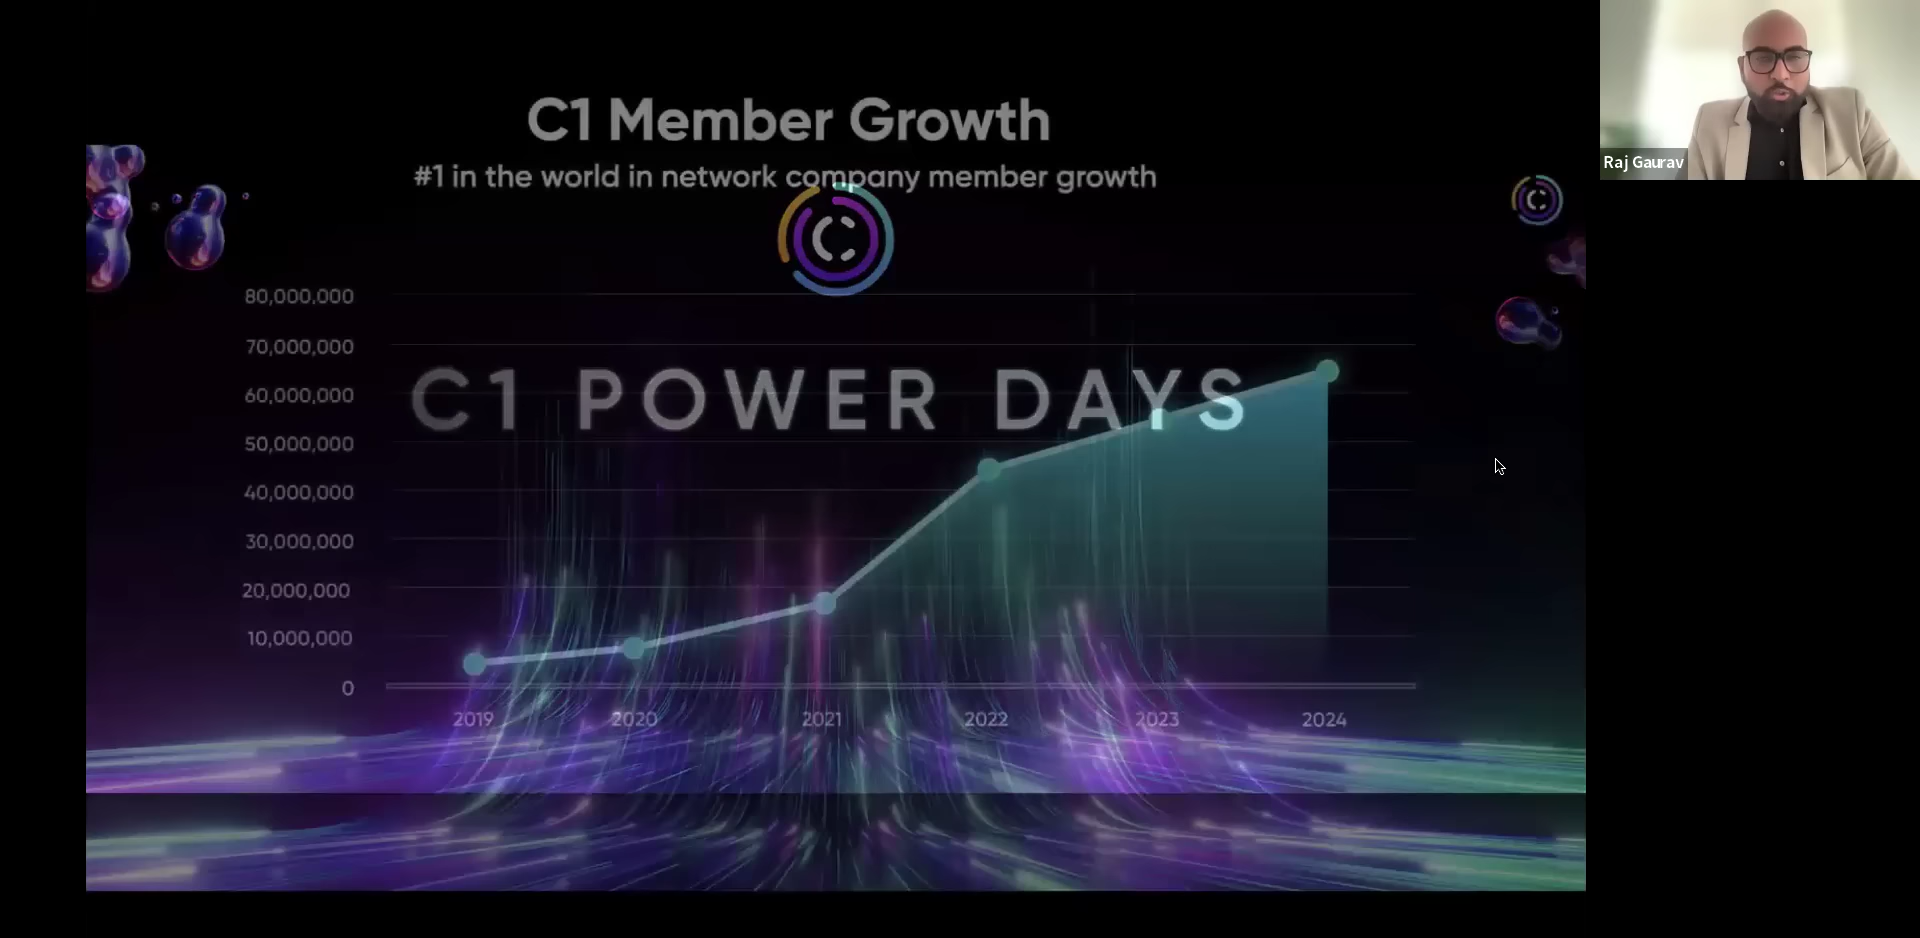 C1 Member Growth
#1 in the world in network company member growth
C1 POWER DAYS
80,000,000
70,000,000
60,000,000
50,000,000
40,000,000
30,000,000
20,000,000
10,000,000
0
2019 2020 2021 2022 2023 2024
Raj Gaurav